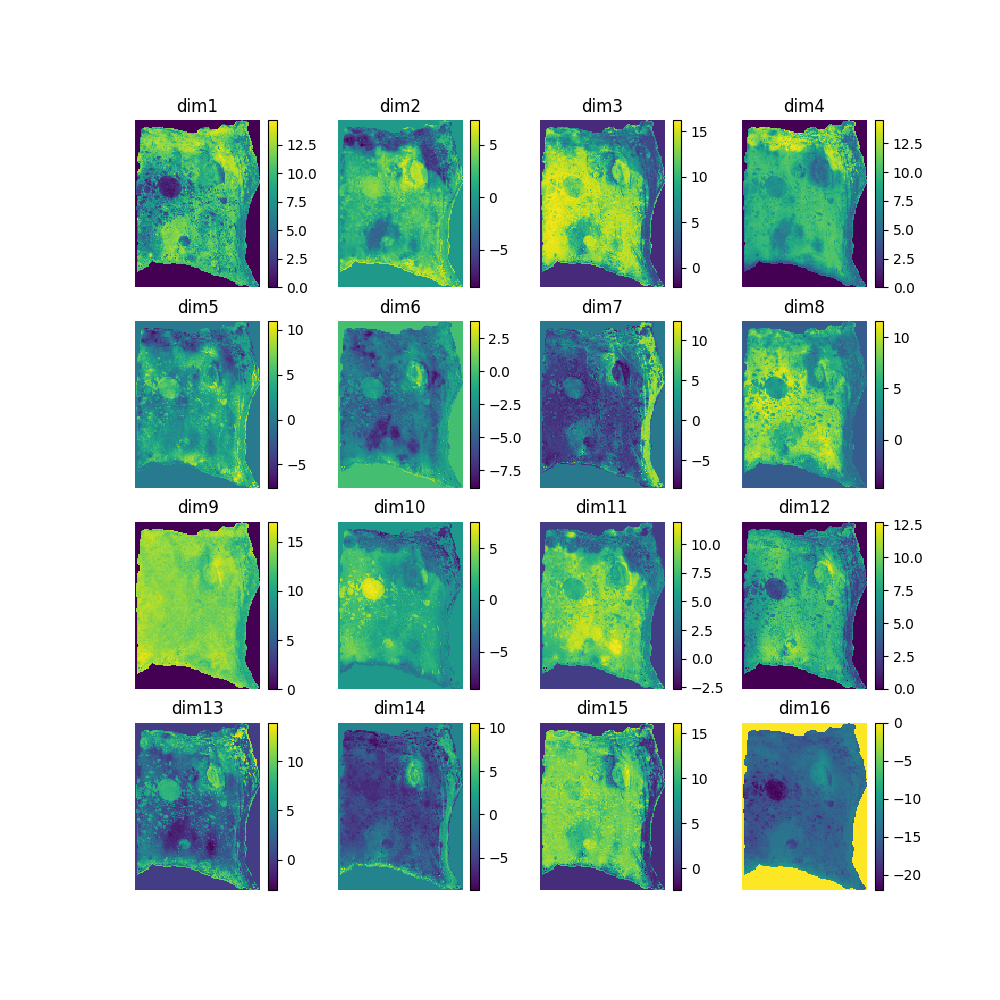 dim1 dim2 dim3 dim4
12.5 10.0 7.5 5.0 2.5 0.0
5 0 −5
15 10 5 0
12.5 10.0 7.5 5.0 2.5 0.0
dim5 dim6 dim7 dim8
10 5 0 −5
2.5 0.0 −2.5 −5.0 −7.5
10 5 0 −5
10 5 0
dim9 dim10 dim11 dim12
15 10 5 0
5 0 −5
10.0 7.5 5.0 2.5 0.0 −2.5
12.5 10.0 7.5 5.0 2.5 0.0
dim13 dim14 dim15 dim16
10 5 0
10 5 0 −5
15 10 5 0
0 −5 −10 −15 −20